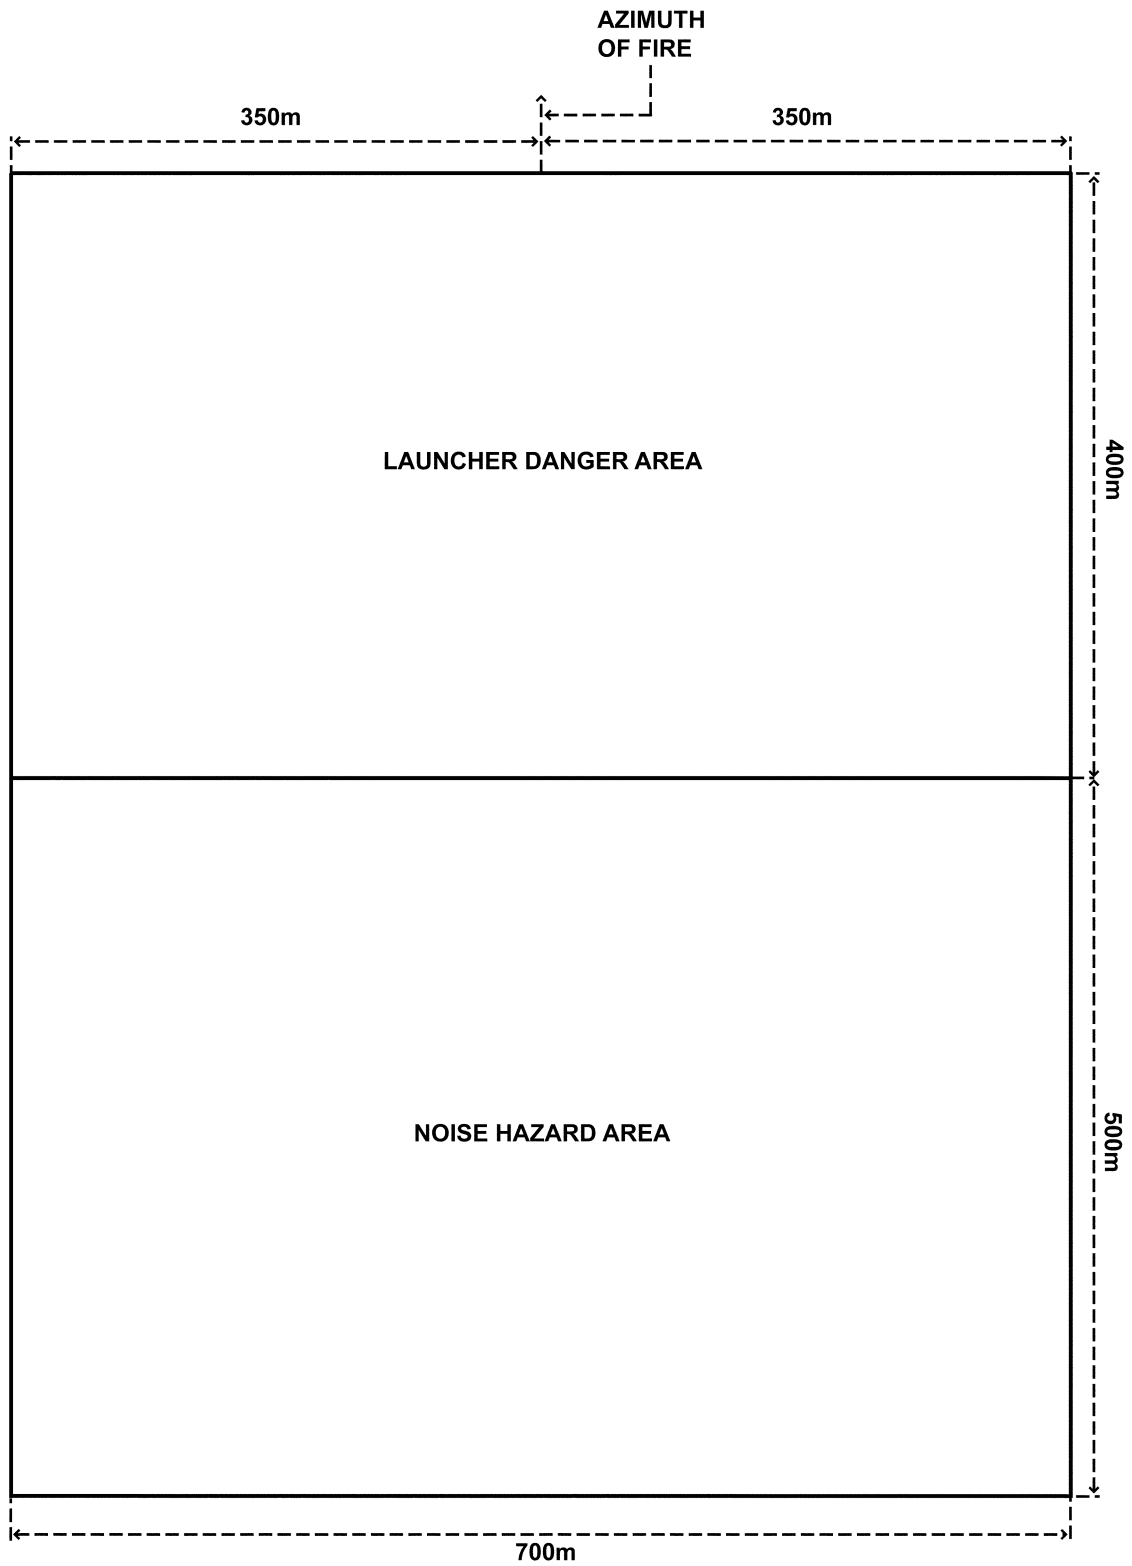 AZIMUTH
OF FIRE
350m
350m
LAUNCHER DANGER AREA
400m
NOISE HAZARD AREA
500m
700m